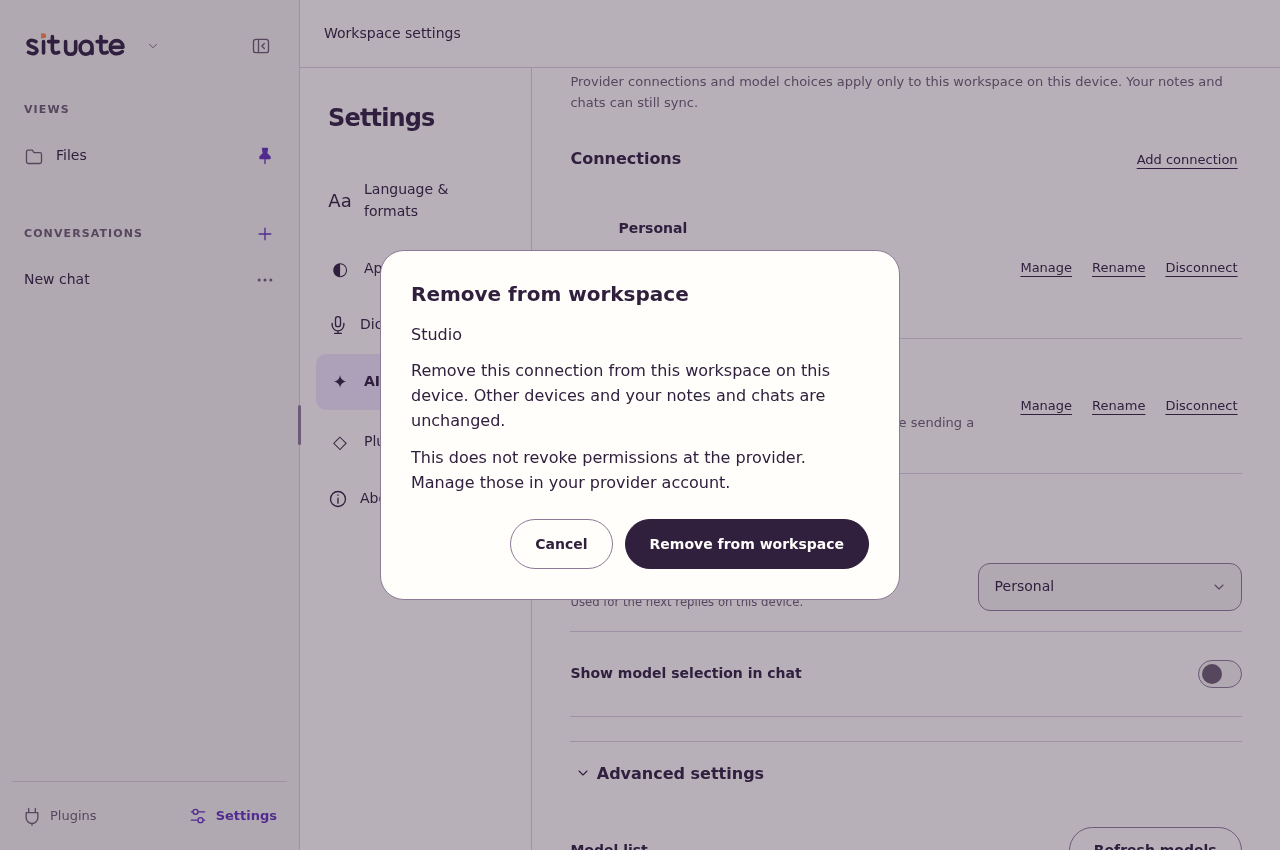 situate
VIEWS
Files
CONVERSATIONS
New chat
Plugins
Settings
Workspace settings
Settings
Aa
Language &
formats
AI
Provider connections and model choices apply only to this workspace on this device. Your notes and
chats can still sync.
Connections
Add connection
Personal
Manage Rename Disconnect
Manage Rename Disconnect
sending a
Remove from workspace
Studio
Remove this connection from this workspace on this
device. Other devices and your notes and chats are
unchanged.
This does not revoke permissions at the provider.
Manage those in your provider account.
Cancel
Remove from workspace
Personal
Used for the next replies on this device.
Show model selection in chat
Advanced settings
Model list
Refresh models